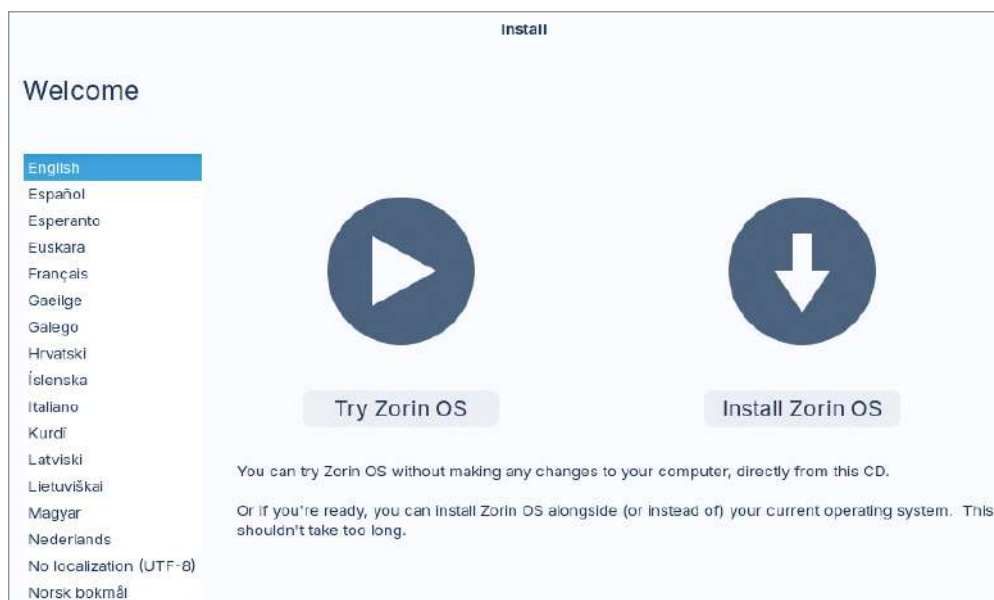 Install
Welcome
English
Español
Esperanto
Euskara
Français
Gaeilge
Galego
Hrvatski
Íslenska
Italiano
Kurdî
Latviski
Lietuviškai
Magyar
Nederlands
No localization (UTF-8)
Norsk bokmål
Try Zorin OS
Install Zorin OS
You can try Zorin OS without making any changes to your computer, directly from this CD.
Or if you're ready, you can install Zorin OS alongside (or instead of) your current operating system. This
shouldn't take too long.